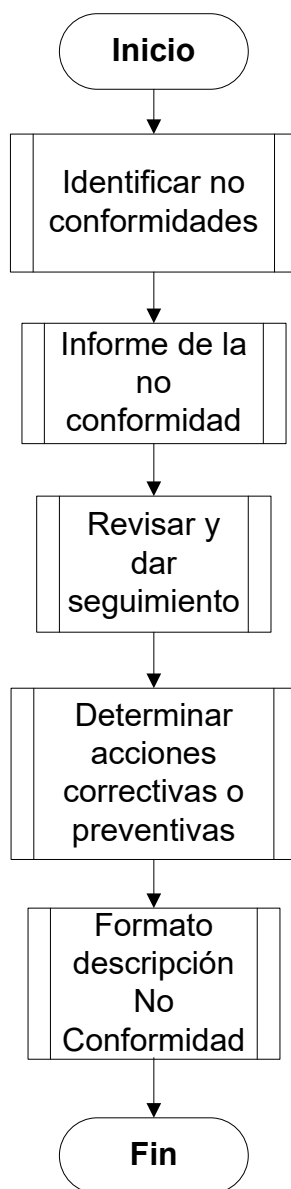 Inicio
Identificar no
conformidades
Informe de la
no
conformidad
Revisar y
dar
seguimiento
Determinar
acciones
correctivas o
preventivas
Formato
descripción
No
Conformidad
Fin